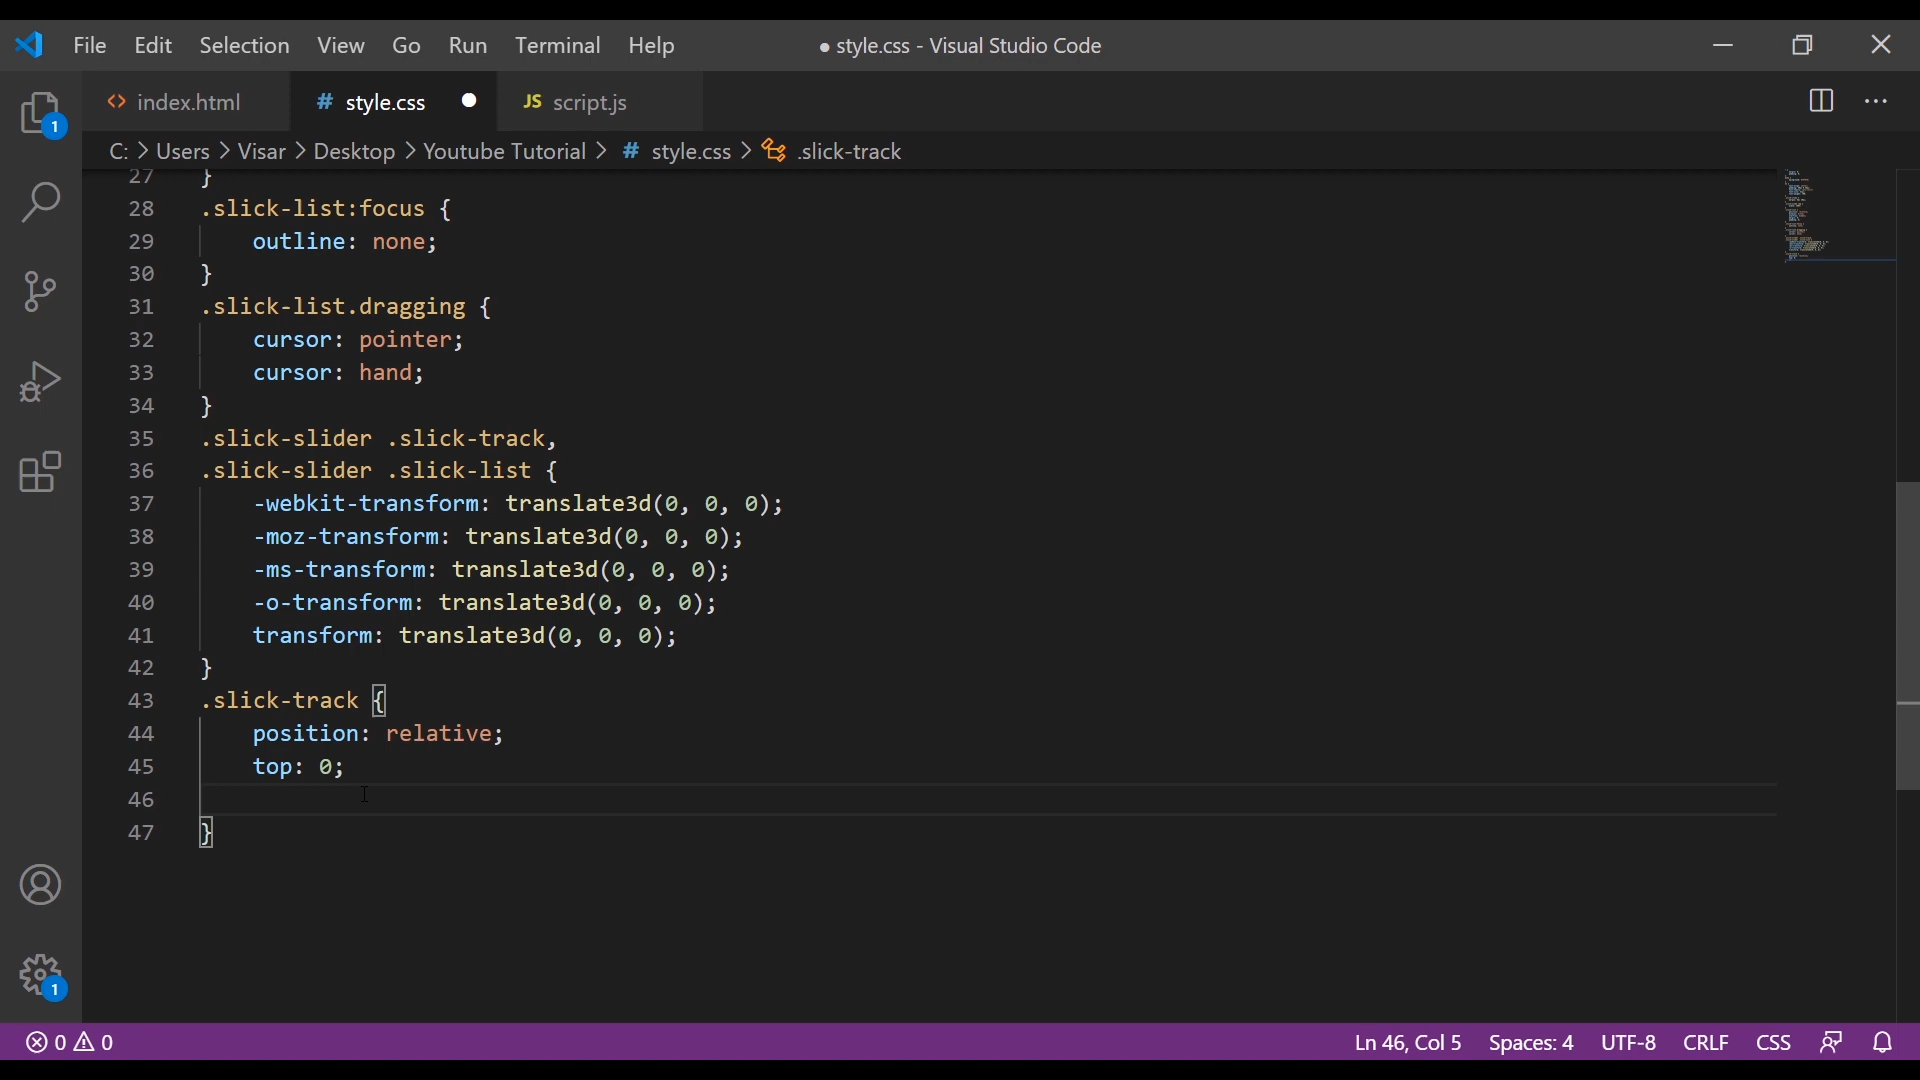 File Edit Selection View Go Run Terminal Help ● style.css - Visual Studio Code
<> index.html # style.css ● JS script.js
C: > Users > Visar > Desktop > Youtube Tutorial > # style.css > .slick-track
27 }
28 .slick-list:focus {
29 outline: none;
30 }
31 .slick-list.dragging {
32 cursor: pointer;
33 cursor: hand;
34 }
35 .slick-slider .slick-track,
36 .slick-slider .slick-list {
37 -webkit-transform: translate3d(0, 0, 0);
38 -moz-transform: translate3d(0, 0, 0);
39 -ms-transform: translate3d(0, 0, 0);
40 -o-transform: translate3d(0, 0, 0);
41 transform: translate3d(0, 0, 0);
42 }
43 .slick-track {
44 position: relative;
45 top: 0;
46
47 }
1
1
0 0 Ln 46, Col 5 Spaces: 4 UTF-8 CRLF CSS